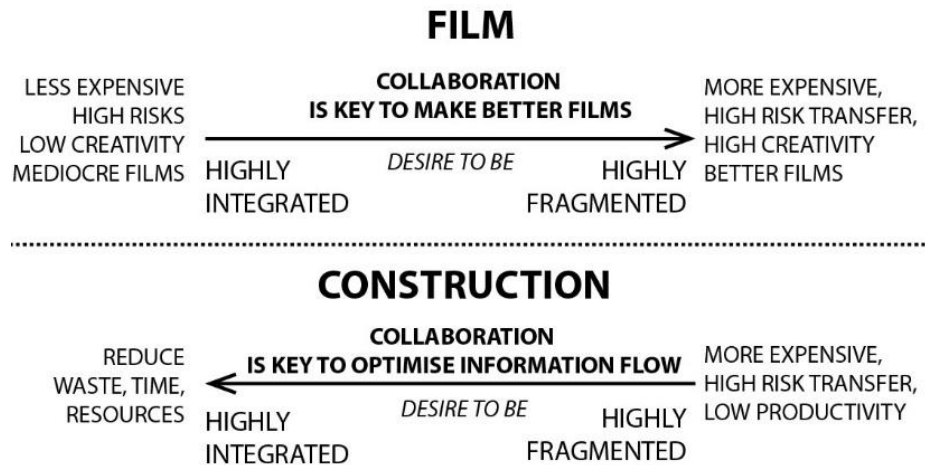 FILM
LESS EXPENSIVE
HIGH RISKS
LOW CREATIVITY
MEDIOCRE FILMS
COLLABORATION
IS KEY TO MAKE BETTER FILMS
DESIRE TO BE
HIGHLY
INTEGRATED
HIGHLY
FRAGMENTED
MORE EXPENSIVE,
HIGH RISK TRANSFER,
HIGH CREATIVITY
BETTER FILMS
CONSTRUCTION
REDUCE
WASTE, TIME,
RESOURCES
COLLABORATION
IS KEY TO OPTIMISE INFORMATION FLOW
DESIRE TO BE
HIGHLY
INTEGRATED
HIGHLY
FRAGMENTED
MORE EXPENSIVE,
HIGH RISK TRANSFER,
LOW PRODUCTIVITY